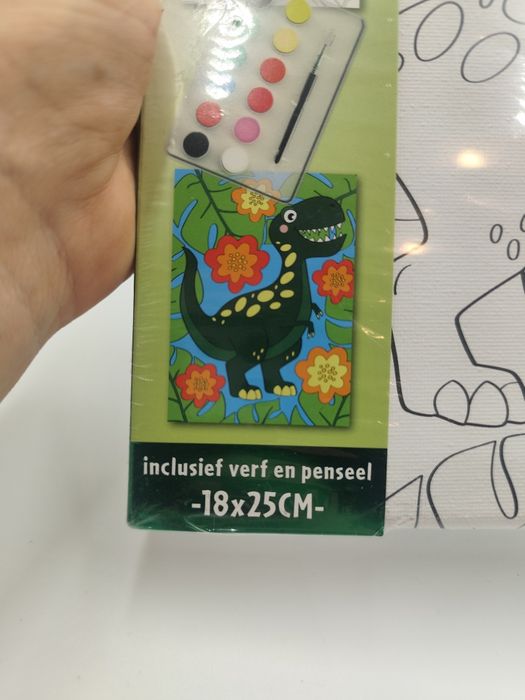 inclusief verf en penseel
-18x25CM-